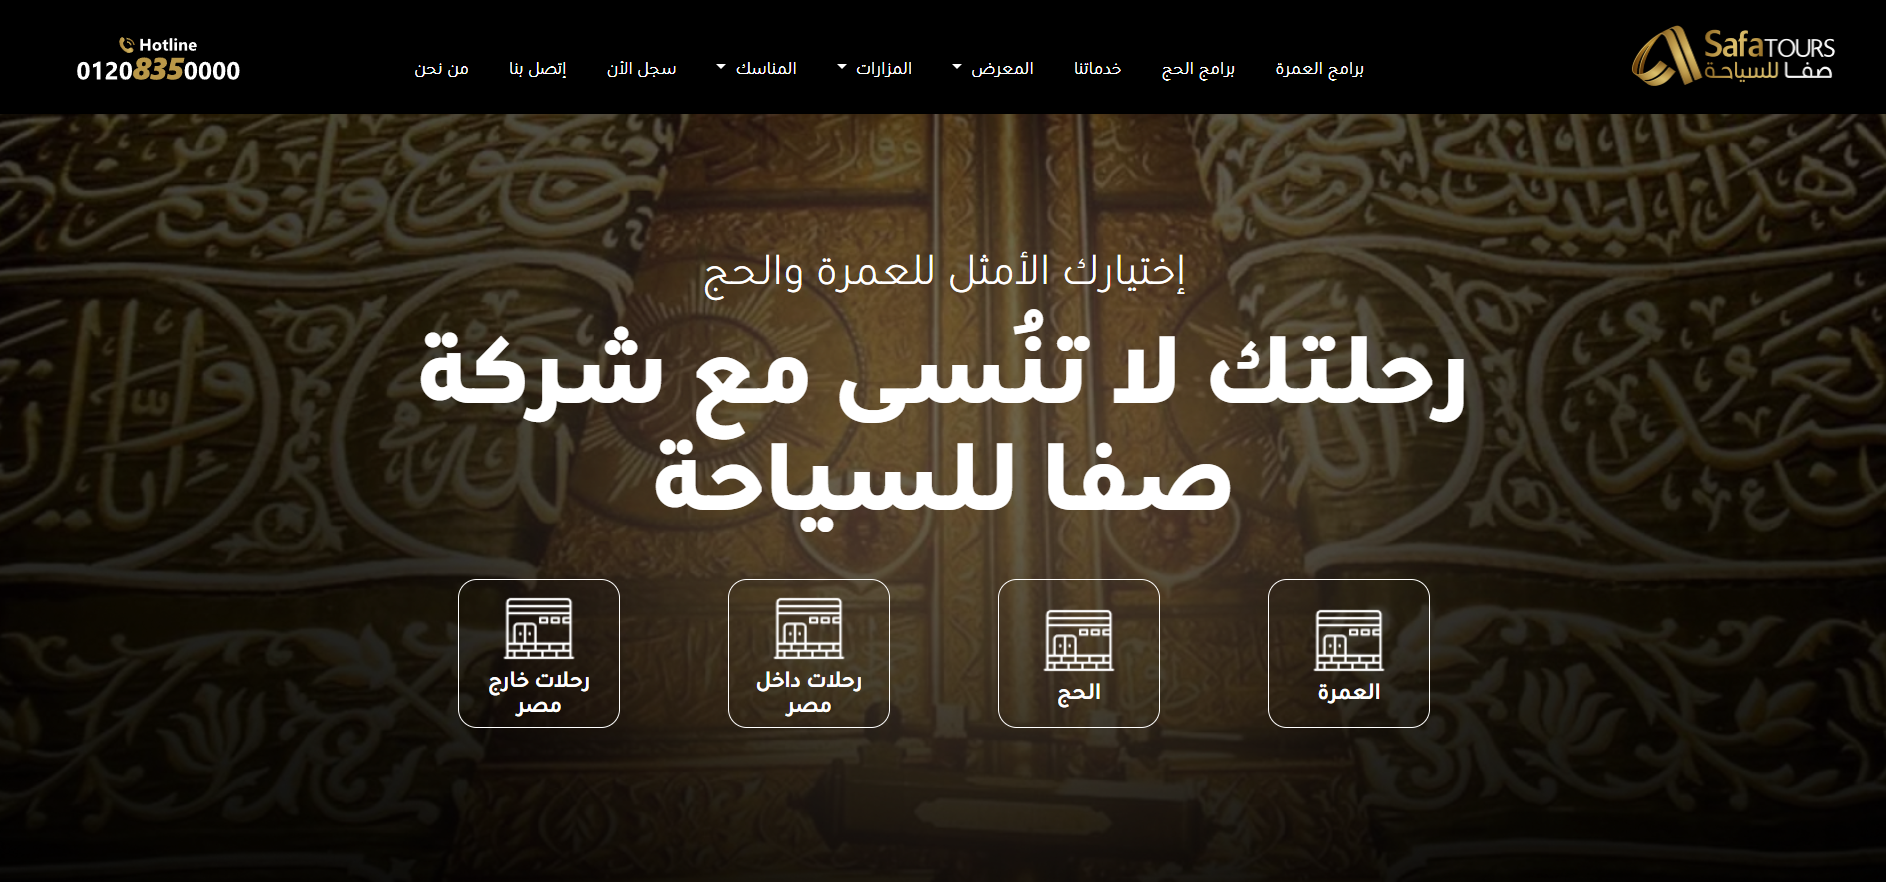 SafaTOURS
صفا للسياحة
برامج العمرة
برامج الحج
خدماتنا
المعرض
المزارات
المناسك
سجل الأن
إتصل بنا
من نحن
Hotline
01208350000
إختيارك الأمثل للعمرة والحج
رحلتك لا تنُسى مع شركة
صفا للسياحة
العمرة
الحج
رحلات داخل
مصر
رحلات خارج
مصر